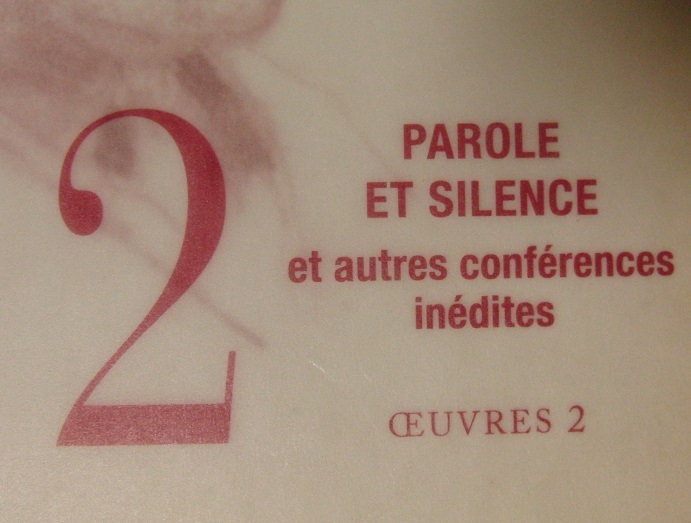 2
PAROLE
ET SILENCE
et autres conférences
inédites
ŒUVRES 2